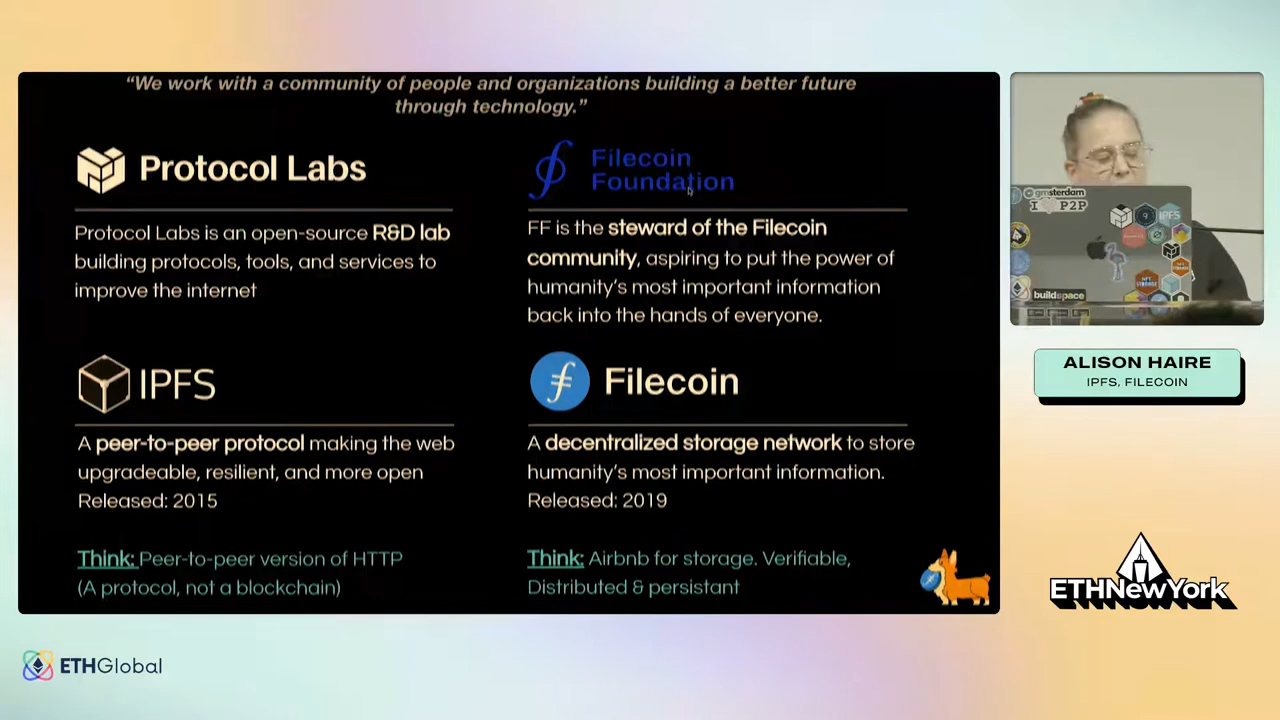 “We work with a community of people and organizations building a better future
through technology.”
Protocol Labs
Protocol Labs is an open-source R&D lab
building protocols, tools, and services to
improve the internet
Filecoin
Foundation
FF is the steward of the Filecoin
community, aspiring to put the power of
humanity’s most important information
back into the hands of everyone.
IPFS
A peer-to-peer protocol making the web
upgradeable, resilient, and more open
Released: 2015
Think: Peer-to-peer version of HTTP
(A protocol, not a blockchain)
Filecoin
A decentralized storage network to store
humanity’s most important information.
Released: 2019
Think: Airbnb for storage. Verifiable,
Distributed & persistant
@gmsterdam
I P2P
IPFS
buildspace
ALISON HAIRE
IPFS, FILECOIN
ETHNewYork
ETHGlobal